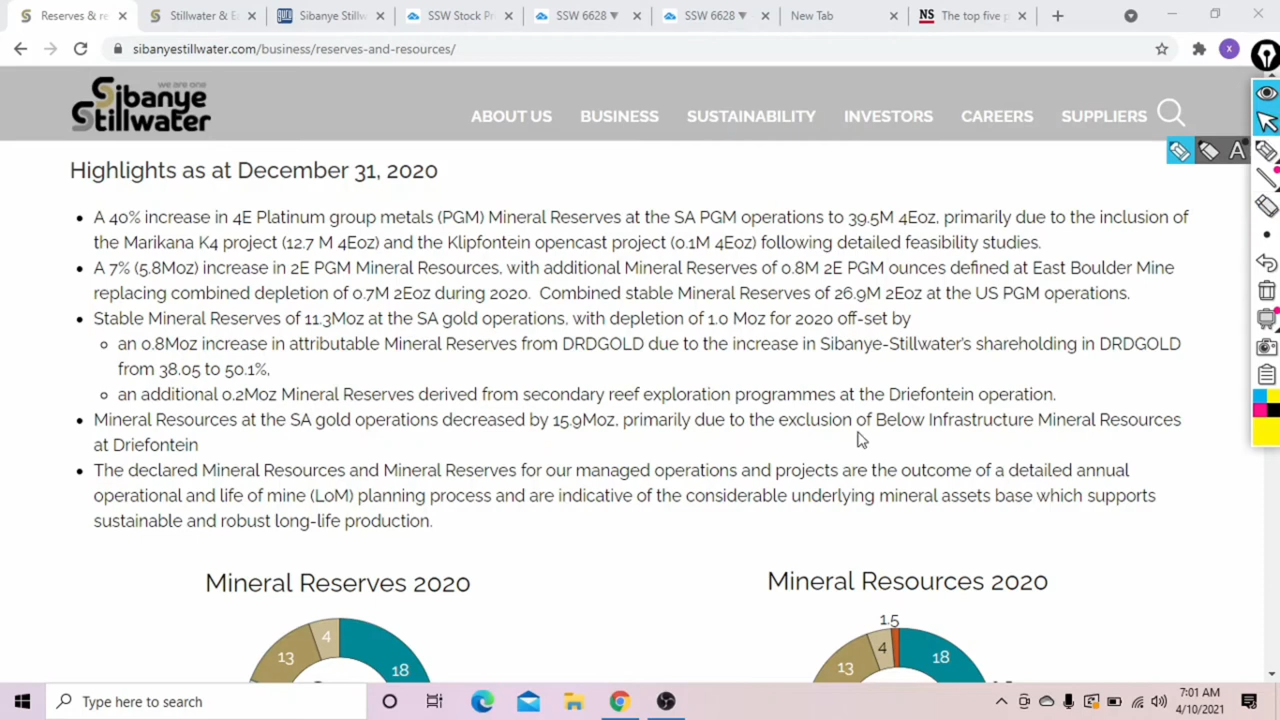 Reserves & r
Stillwater & E
GURU
Sibanye Stillw
SSW Stock Pr
SSW 6628 ▼
SSW 6628 ▼
New Tab
NS The top five p
sibanyestillwater.com/business/reserves-and-resources/
X
we are one
Sibanye
Stillwater
ABOUT US BUSINESS SUSTAINABILITY INVESTORS CAREERS SUPPLIERS
A
Highlights as at December 31, 2020
• A 40% increase in 4E Platinum group metals (PGM) Mineral Reserves at the SA PGM operations to 39.5M 4Eoz, primarily due to the inclusion of
the Marikana K4 project (12.7 M 4Eoz) and the Klipfontein opencast project (0.1M 4Eoz) following detailed feasibility studies.
• A 7% (5.8Moz) increase in 2E PGM Mineral Resources, with additional Mineral Reserves of 0.8M 2E PGM ounces defined at East Boulder Mine
replacing combined depletion of 0.7M 2Eoz during 2020. Combined stable Mineral Reserves of 26.9M 2Eoz at the US PGM operations.
• Stable Mineral Reserves of 11.3Moz at the SA gold operations, with depletion of 1.0 Moz for 2020 off-set by
an 0.8Moz increase in attributable Mineral Reserves from DRDGOLD due to the increase in Sibanye-Stillwater's shareholding in DRDGOLD
from 38.05 to 50.1%,
an additional 0.2Moz Mineral Reserves derived from secondary reef exploration programmes at the Driefontein operation.
• Mineral Resources at the SA gold operations decreased by 15.9Moz, primarily due to the exclusion of Below Infrastructure Mineral Resources
at Driefontein
• The declared Mineral Resources and Mineral Reserves for our managed operations and projects are the outcome of a detailed annual
operational and life of mine (LoM) planning process and are indicative of the considerable underlying mineral assets base which supports
sustainable and robust long-life production.
Mineral Reserves 2020
4
13
18
Mineral Resources 2020
1.5
4
13
18
Type here to search
7:01 AM
4/10/2021